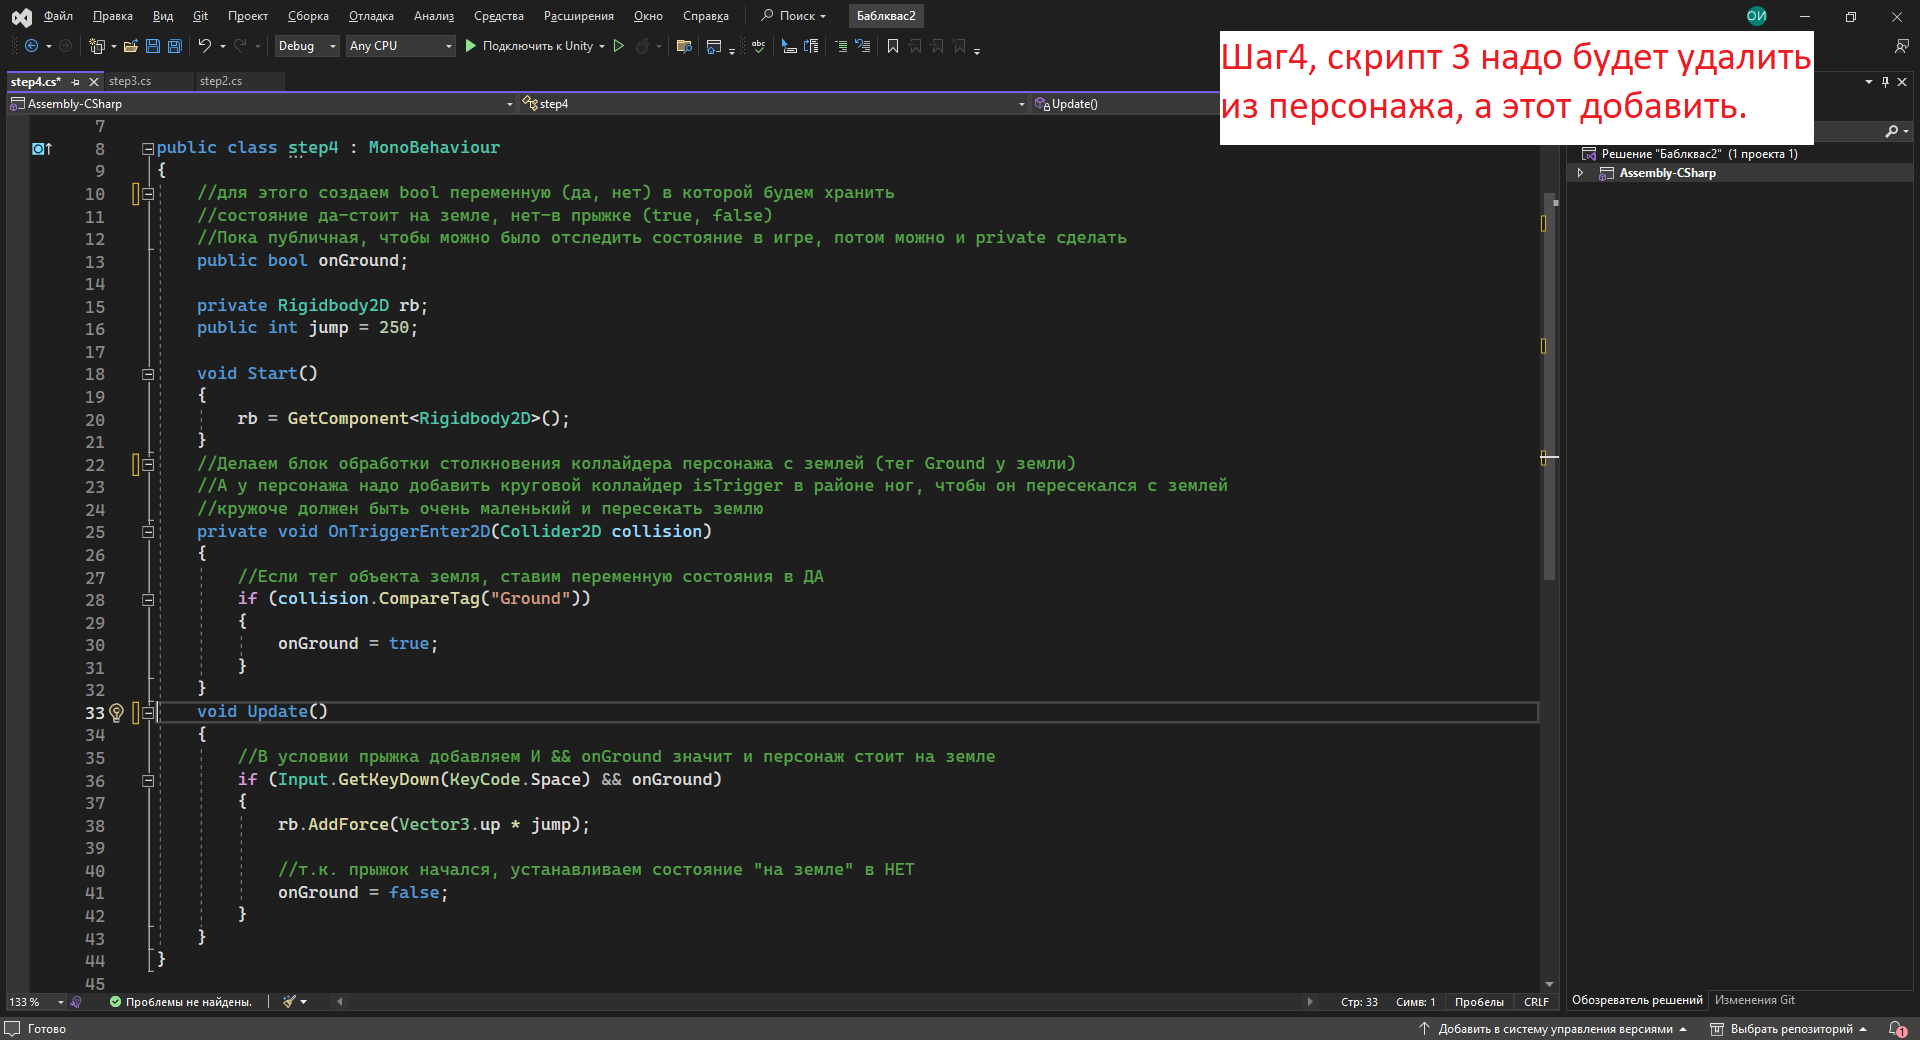 Файл Правка Вид Git Проект Сборка Отладка Анализ Средства Расширения Окно Справка Поиск Баблквас2 ОИ
Debug Any CPU Подключить к Unity
Шаг4, скрипт 3 надо будет удалить
из персонажа, а этот добавить.
step4.cs* step3.cs step2.cs
Assembly-CSharp step4 Update()
Решение "Баблквас2" (1 проекта 1)
Assembly-CSharp
7
8 public class step4 : MonoBehaviour
9 {
10 //для этого создаем bool переменную (да, нет) в которой будем хранить
11 //состояние да-стоит на земле, нет-в прыжке (true, false)
12 //Пока публичная, чтобы можно было отследить состояние в игре, потом можно и private сделать
13 public bool onGround;
14
15 private Rigidbody2D rb;
16 public int jump = 250;
17
18 void Start()
19 {
20 rb = GetComponent<Rigidbody2D>();
21 }
22 //Делаем блок обработки столкновения коллайдера персонажа с землей (тег Ground у земли)
23 //А у персонажа надо добавить круговой коллайдер isTrigger в районе ног, чтобы он пересекался с землей
24 //кружоче должен быть очень маленький и пересекать землю
25 private void OnTriggerEnter2D(Collider2D collision)
26 {
27 //Если тег объекта земля, ставим переменную состояния в ДА
28 if (collision.CompareTag("Ground"))
29 {
30 onGround = true;
31 }
32 }
33 void Update()
34 {
35 //В условии прыжка добавляем И && onGround значит и персонаж стоит на земле
36 if (Input.GetKeyDown(KeyCode.Space) && onGround)
37 {
38 rb.AddForce(Vector3.up * jump);
39
40 //т.к. прыжок начался, устанавливаем состояние "на земле" в НЕТ
41 onGround = false;
42 }
43 }
44 }
45
133 % Проблемы не найдены. Стр: 33 Симв: 1 Пробелы CRLF
Обозреватель решений Изменения Git
Готово Добавить в систему управления версиями Выбрать репозиторий 1